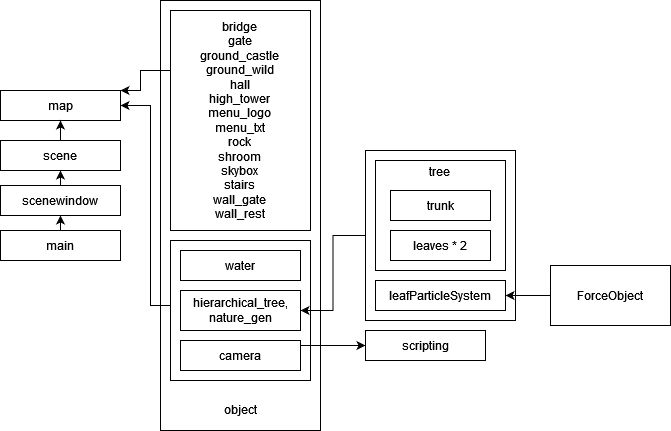 bridge
gate
ground_castle
ground_wild
hall
high_tower
menu_logo
menu_txt
rock
shroom
skybox
stairs
wall_gate
wall_rest
map
scene
scenewindow
main
water
hierarchical_tree,
nature_gen
camera
object
tree
trunk
leaves * 2
leafParticleSystem
scripting
ForceObject